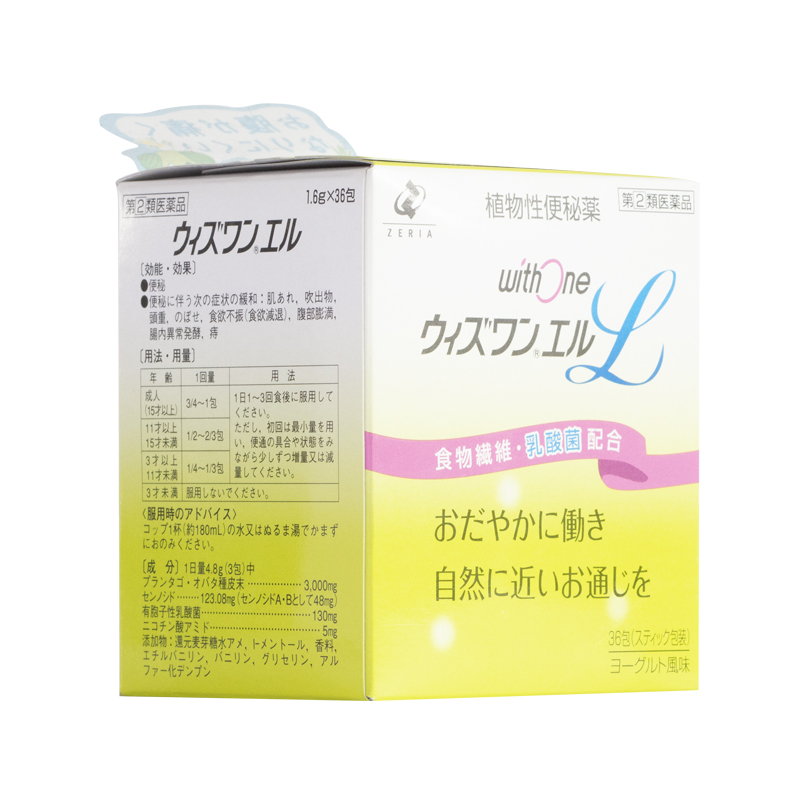 お腹が痛く
なりにくい
指②類医薬品
1.6g×36包
ウィズワン®エル
〔効能・効果〕
●便秘
●便秘に伴う次の症状の緩和：肌あれ，吹出物，
頭重，のぼせ，食欲不振（食欲減退），腹部膨満，
腸内異常発酵，痔
〔用法・用量〕
年齢 1回量 用法
成人（15才以上） 3/4～1包
11才以上15才未満 1/2～2/3包
3才以上11才未満 1/4～1/3包
1日1～3回食後に服用して
ください。
ただし，初回は最小量を用
い，便通の具合や状態をみ
ながら少しずつ増量又は減
量してください。
3才未満 服用しないでください。
〈服用時のアドバイス〉
コップ1杯（約180mL）の水又はぬるま湯でかまず
におのみください。
〔成分〕1日量4.8g（3包）中
プランタゴ・オバタ種皮末 3,000mg
センノシド 123.08mg（センノシドA・Bとして48mg）
有胞子性乳酸菌 130mg
ニコチン酸アミド 5mg
添加物：還元麦芽糖水アメ，l-メントール，香料，
エチルバニリン，バニリン，グリセリン，アル
ファー化デンプン
ZERIA
植物性便秘薬
指②類医薬品
withOne
ウィズワン®エル
L
食物繊維・乳酸菌配合
おだやかに働き
自然に近いお通じを
36包（スティック包装）
ヨーグルト風味